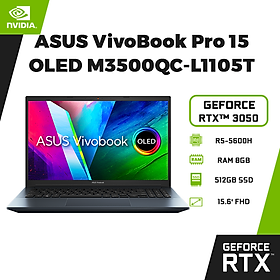 NVIDIA
ASUS VivoBook Pro 15
OLED M3500QC-L1105T
GEFORCE
RTX™ 3050
ASUS Vivobook
OLED
R5-5600H
RAM 8GB
512GB SSD
15.6' FHD
GEFORCE
RTX